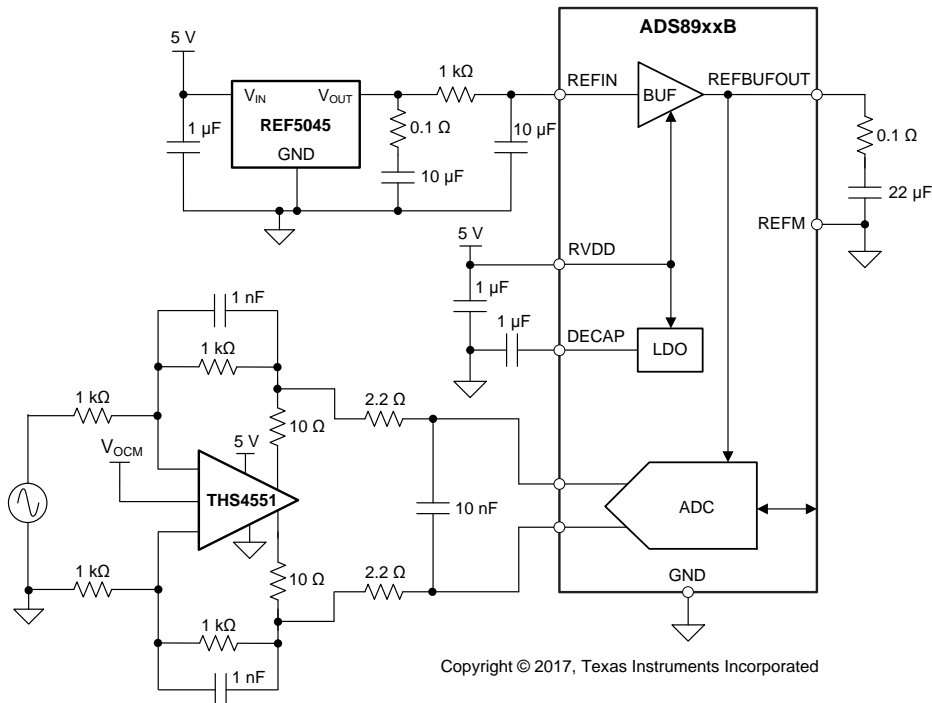 ADS89xxB
5 V
1 kΩ
REFIN
REFBUFOUT
V_IN
V_OUT
BUF
REF5045
1 µF
0.1 Ω
10 µF
0.1 Ω
GND
10 µF
22 µF
REFM
5 V
RVDD
1 µF
1 nF
1 µF
DECAP
LDO
1 kΩ
1 kΩ
2.2 Ω
10 Ω
V_OCM
5 V
THS4551
10 nF
ADC
1 kΩ
10 Ω
2.2 Ω
GND
1 kΩ
1 nF
Copyright © 2017, Texas Instruments Incorporated